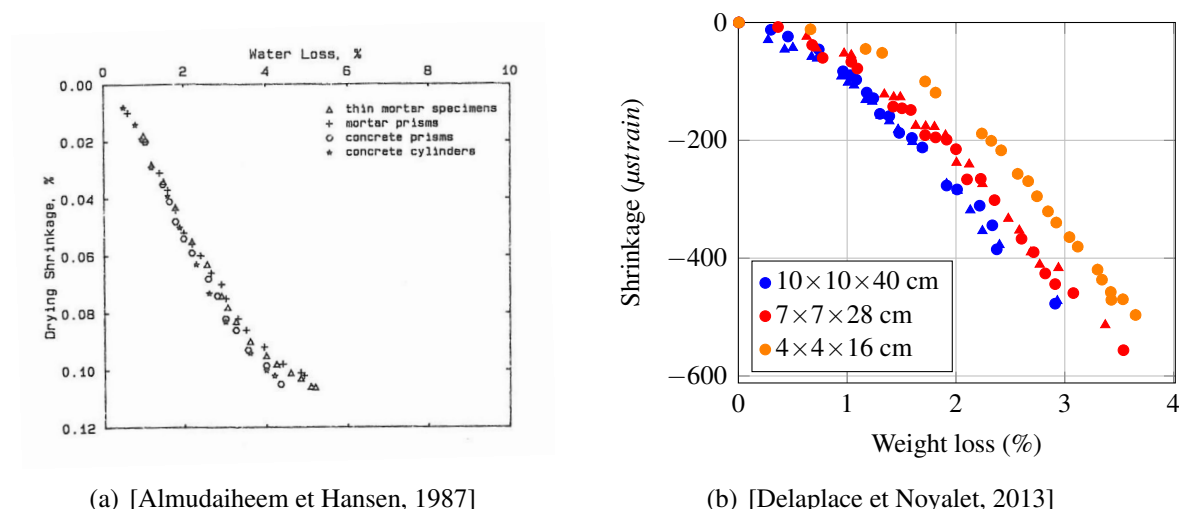 Water Loss, %
0 2 4 6 8 10
0.00
0.02
0.04
0.06
0.08
0.10
0.12
Drying Shrinkage, %
thin mortar specimens
mortar prisms
concrete prisms
concrete cylinders
(a) [Almudaiheem et Hansen, 1987]
0
−200
−400
−600
Shrinkage (μstrain)
10×10×40 cm
7×7×28 cm
4×4×16 cm
0 1 2 3 4
Weight loss (%)
(b) [Delaplace et Noyalet, 2013]